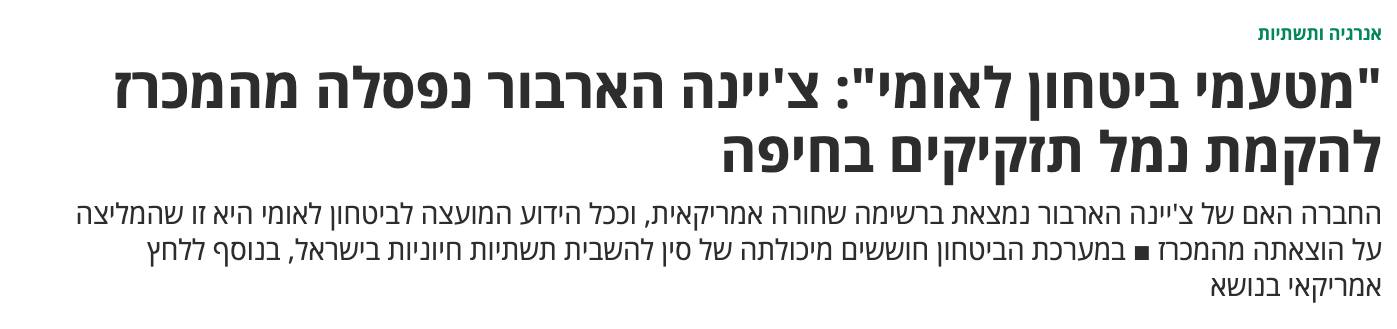 אנרגיה ותשתיות
"מטעמי ביטחון לאומי": צ'יינה הארבור נפסלה מהמכרז
להקמת נמל תזקיקים בחיפה
החברה האם של צ'יינה הארבור נמצאת ברשימה שחורה אמריקאית, וככל הידוע המועצה לביטחון לאומי היא זו שהמליצה
על הוצאתה מהמכרז ■ במערכת הביטחון חוששים מיכולתה של סין להשבית תשתיות חיוניות בישראל, בנוסף ללחץ
אמריקאי בנושא